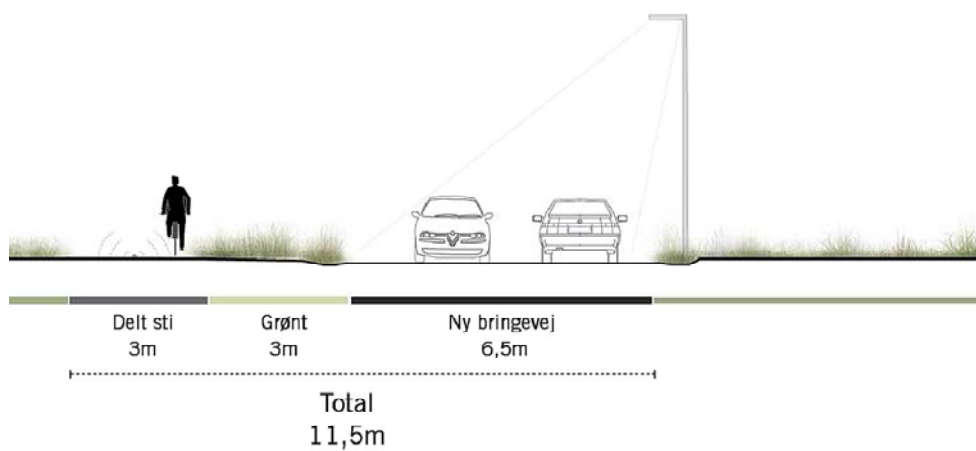 Delt sti
3m
Grønt
3m
Ny bringevej
6,5m
Total
11,5m